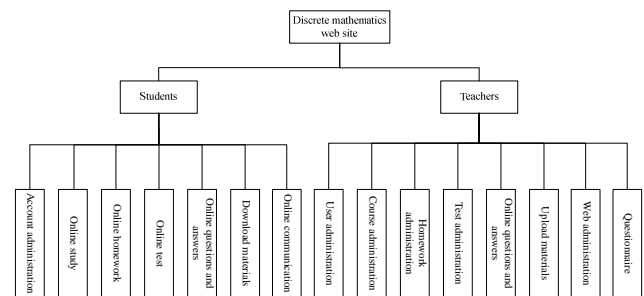 Discrete mathematics
web site
Students
Teachers
Account administration
Online study
Online homework
Online test
Online questions and
answers
Download materials
Online communication
User administration
Course administration
Homework
administration
Test administration
Online questions and
answers
Upload materials
Web administration
Questionnaire